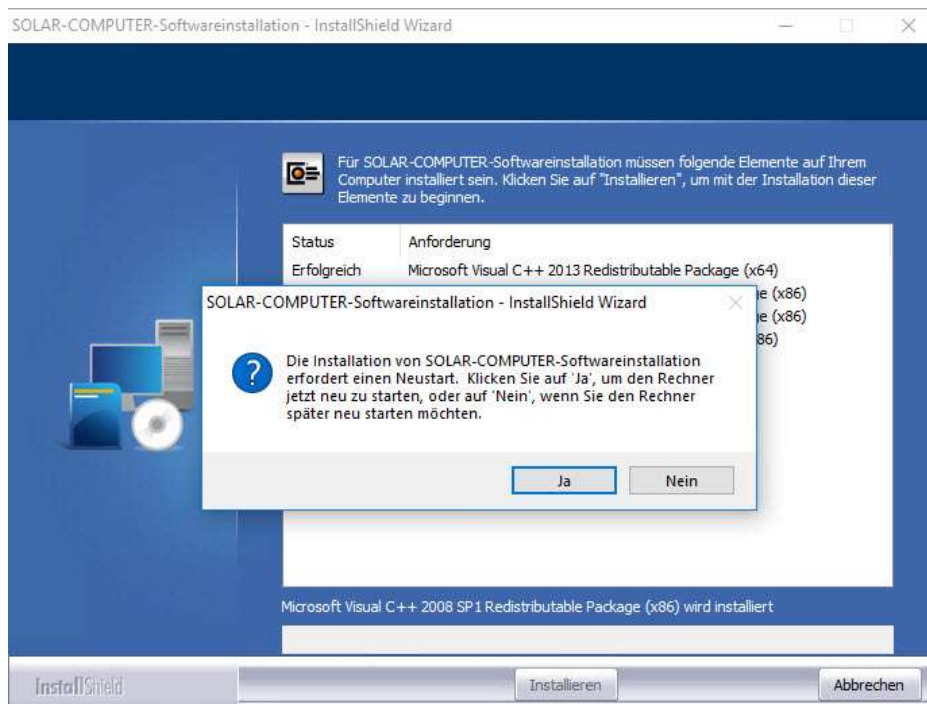 SOLAR-COMPUTER-Softwareinstallation - InstallShield Wizard
Für SOLAR-COMPUTER-Softwareinstallation müssen folgende Elemente auf Ihrem
Computer installiert sein. Klicken Sie auf "Installieren", um mit der Installation dieser
Elemente zu beginnen.
Status Anforderung
Erfolgreich Microsoft Visual C++ 2013 Redistributable Package (x64)
(x86)
(x86)
SOLAR-COMPUTER-Softwareinstallation - InstallShield Wizard
Die Installation von SOLAR-COMPUTER-Softwareinstallation
erfordert einen Neustart. Klicken Sie auf 'Ja', um den Rechner
jetzt neu zu starten, oder auf 'Nein', wenn Sie den Rechner
später neu starten möchten.
Ja Nein
Microsoft Visual C++ 2008 SP1 Redistributable Package (x86) wird installiert
InstallShield
Installieren Abbrechen